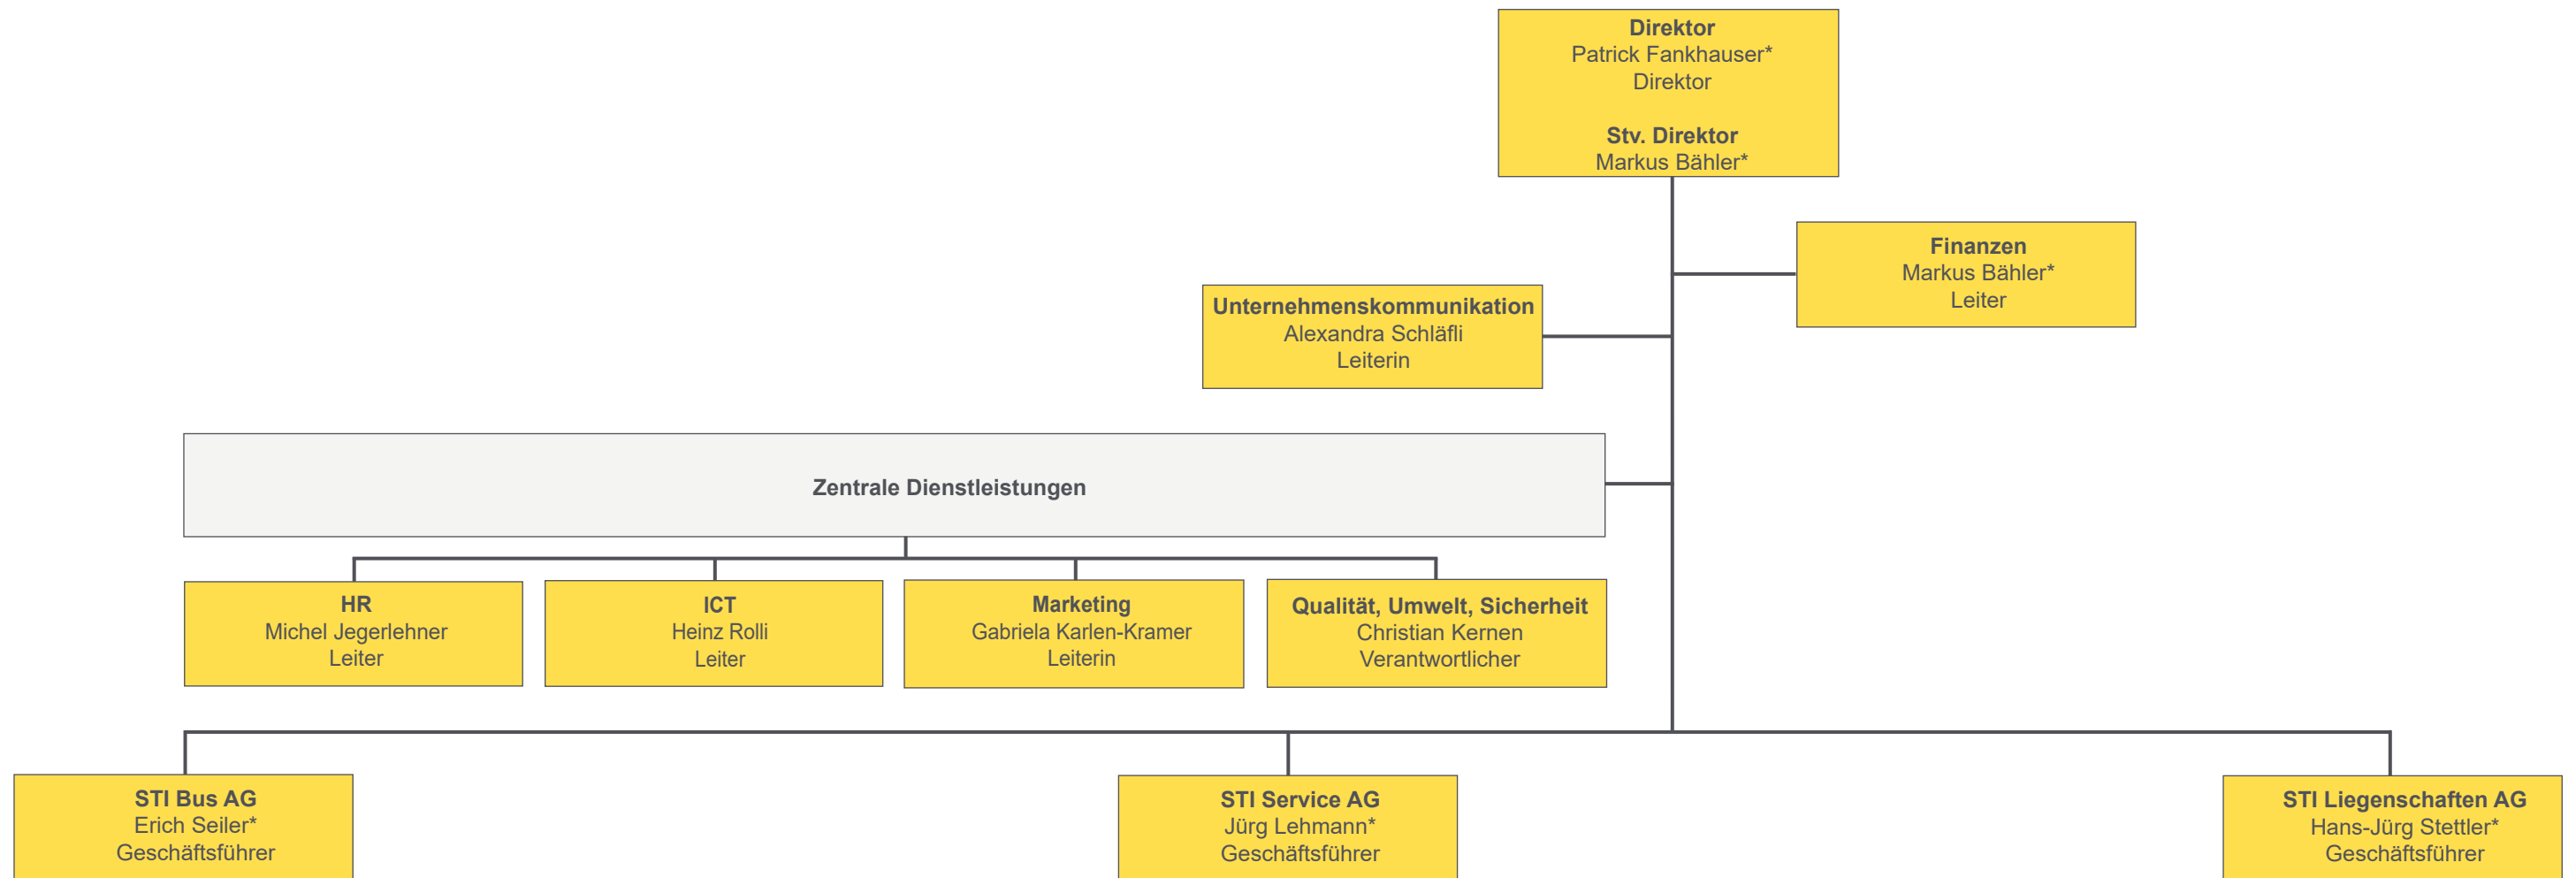 Direktor
Patrick Fankhauser*
Direktor
Stv. Direktor
Markus Bähler*
Finanzen
Markus Bähler*
Leiter
Unternehmenskommunikation
Alexandra Schläfli
Leiterin
Zentrale Dienstleistungen
HR
Michel Jegerlehner
Leiter
ICT
Heinz Rolli
Leiter
Marketing
Gabriela Karlen-Kramer
Leiterin
Qualität, Umwelt, Sicherheit
Christian Kernen
Verantwortlicher
STI Bus AG
Erich Seiler*
Geschäftsführer
STI Service AG
Jürg Lehmann*
Geschäftsführer
STI Liegenschaften AG
Hans-Jürg Stettler*
Geschäftsführer